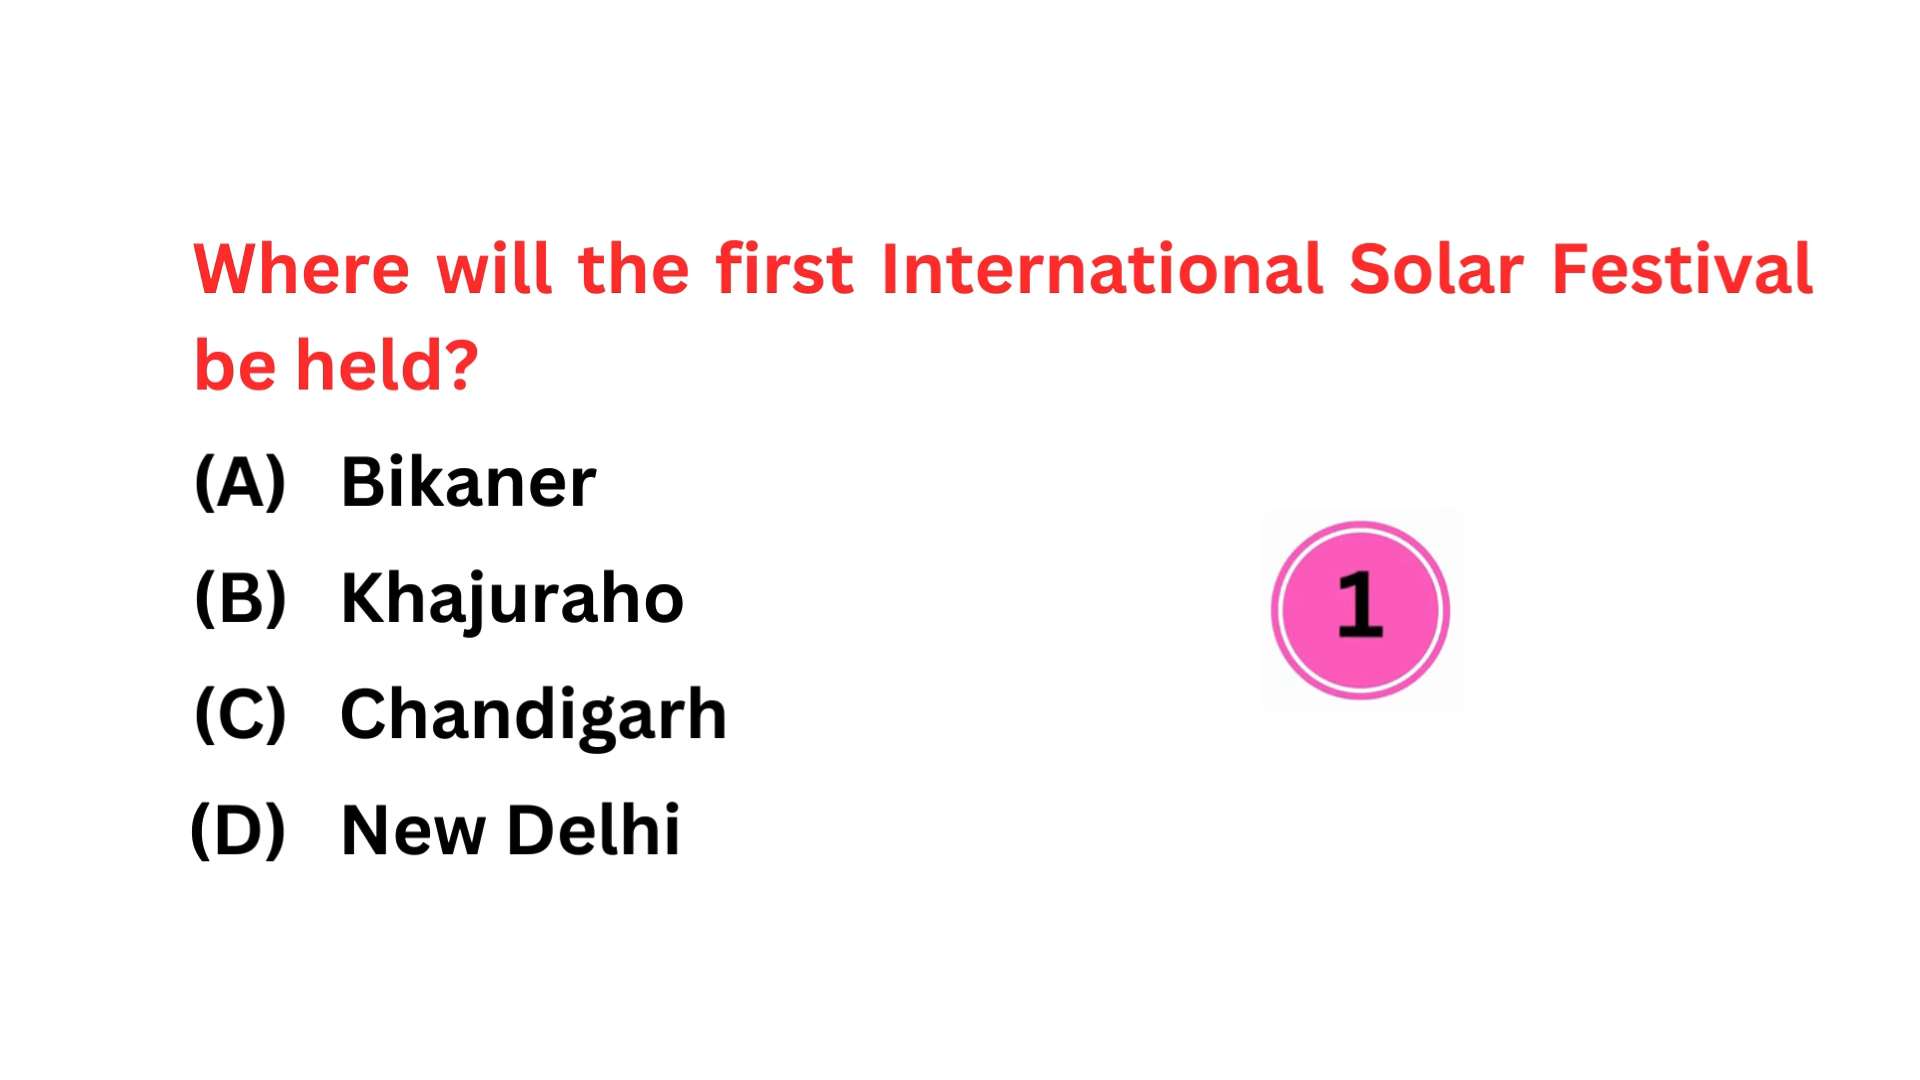 Where will the first International Solar Festival
be held?
(A) Bikaner
(B) Khajuraho
1
(C) Chandigarh
(D) New Delhi